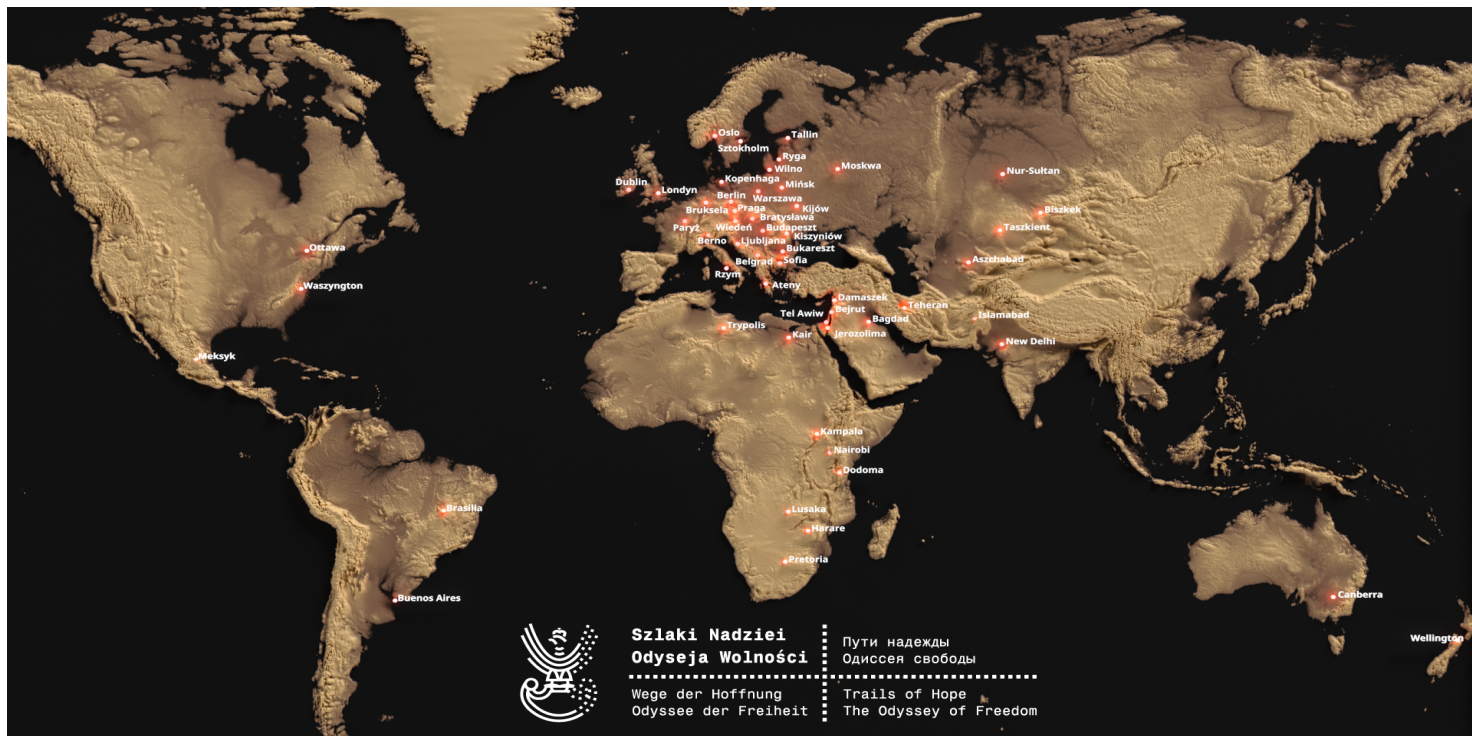 Oslo
Tallin
Sztokholm
Ryga
Wilno
Moskwa
Nur-Sułtan
Kopenhaga
Dublin
Mińsk
Londyn
Berlin
Warszawa
Bruksela
Praga
Kijów
Biszkek
Bratysława
Paryż
Wiedeń
Budapeszt
Taszkient
Kiszyniów
Berno
Ljubljana
Ottawa
Bukareszt
Belgrad
Sofia
Aszchabad
Rzym
Waszyngton
Ateny
Damaszek
Teheran
Bejrut
Tel Awiw
Islamabad
Bagdad
Trypolis
Kair
Jerozolima
New Delhi
Meksyk
Kampala
Nairobi
Dodoma
Brasilia
Lusaka
Harare
Pretoria
Buenos Aires
Canberra
Wellington
Szlaki Nadziei
Odyseja Wolności
Пути надежды
Одиссея свободы
Wege der Hoffnung
Odyssee der Freiheit
Trails of Hope
The Odyssey of Freedom